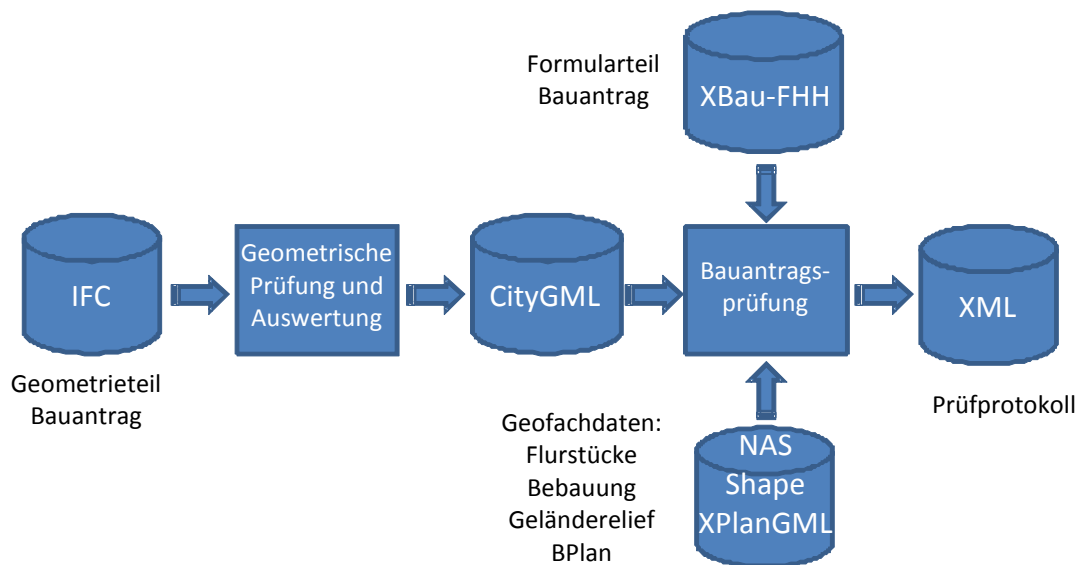 Formularteil
Bauantrag
XBau-FHH
IFC
Geometrieteil
Bauantrag
Geometrische
Prüfung und
Auswertung
CityGML
Bauantrags-
prüfung
XML
Prüfprotokoll
Geofachdaten:
Flurstücke
Bebauung
Geländerelief
BPlan
NAS
Shape
XPlanGML